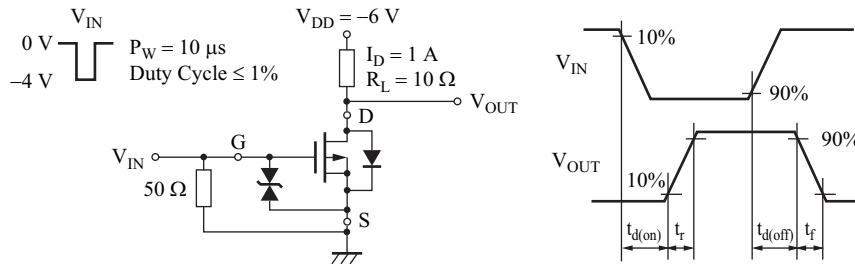 V_IN
0 V
−4 V
P_W = 10 μs
Duty Cycle ≤ 1%
V_DD = −6 V
I_D = 1 A
R_L = 10 Ω
V_OUT
D
G
V_IN
50 Ω
S
V_IN
10%
90%
V_OUT
90%
10%
t_d(on)
t_r
t_d(off)
t_f